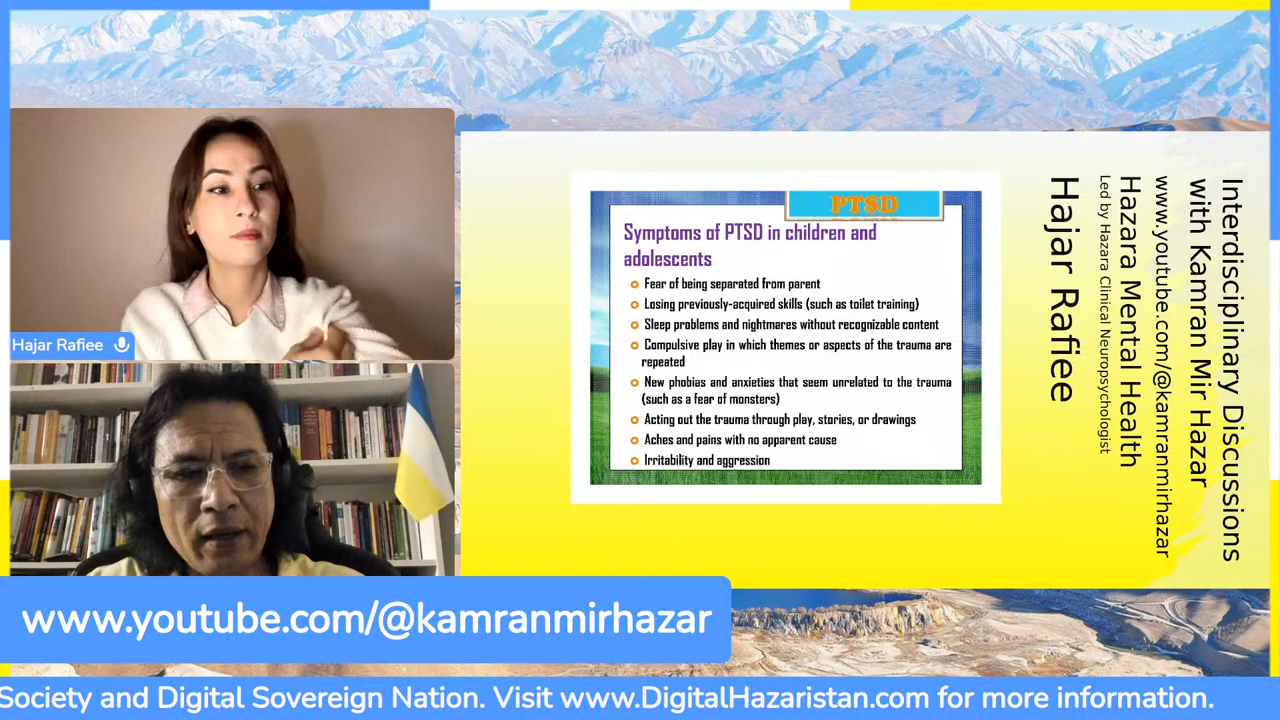 Hajar Rafiee
PTSD
Symptoms of PTSD in children and
adolescents
Fear of being separated from parent
Losing previously-acquired skills (such as toilet training)
Sleep problems and nightmares without recognizable content
Compulsive play in which themes or aspects of the trauma are
repeated
New phobias and anxieties that seem unrelated to the trauma
(such as a fear of monsters)
Acting out the trauma through play, stories, or drawings
Aches and pains with no apparent cause
Irritability and aggression
Interdisciplinary Discussions
with Kamran Mir Hazar
www.youtube.com/@kamranmirhazar
Hazara Mental Health
Led by Hazara Clinical Neuropsychologist
Hajar Rafiee
www.youtube.com/@kamranmirhazar
Society and Digital Sovereign Nation. Visit www.DigitalHazaristan.com for more information.